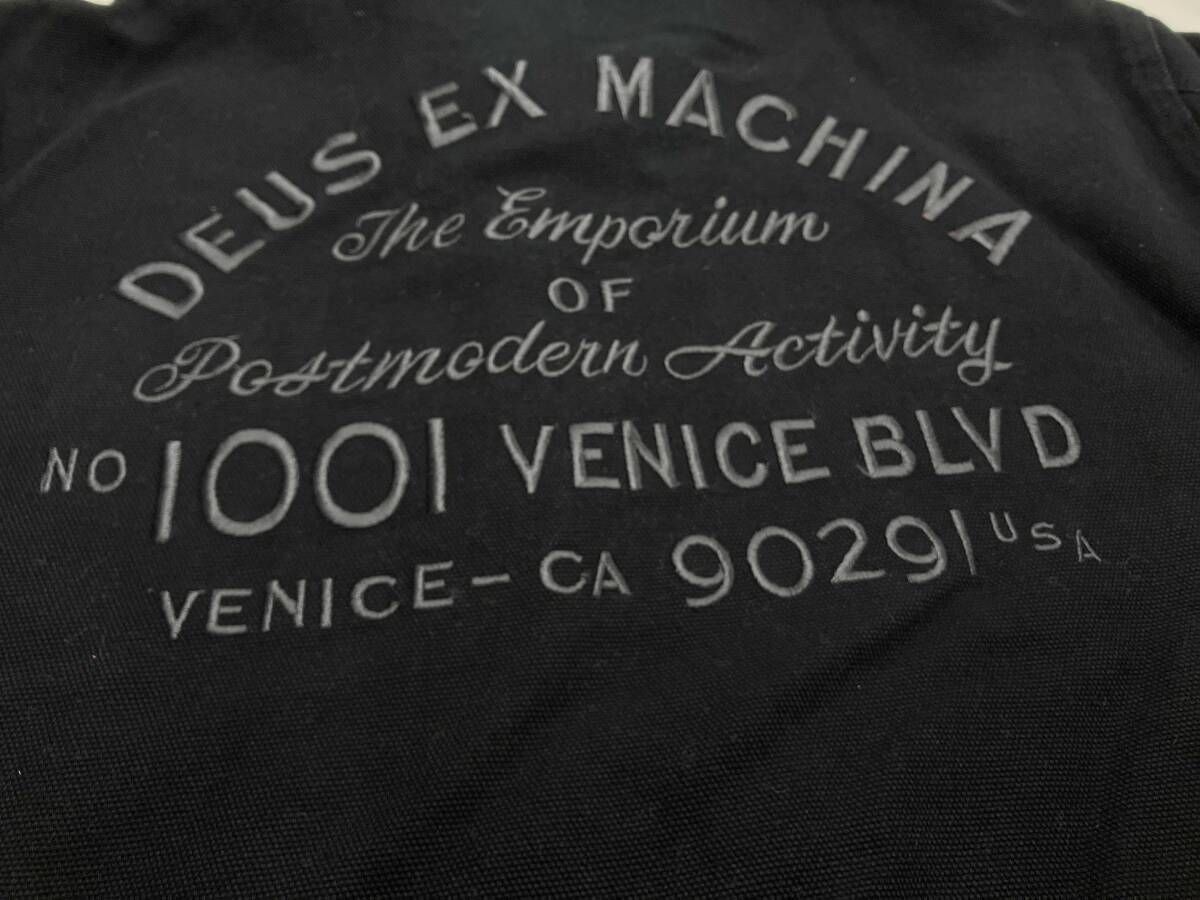 DEUS EX MACHINA
The Emporium
OF
Postmodern Activity
NO 1001 VENICE BLVD
VENICE – CA 90291 USA